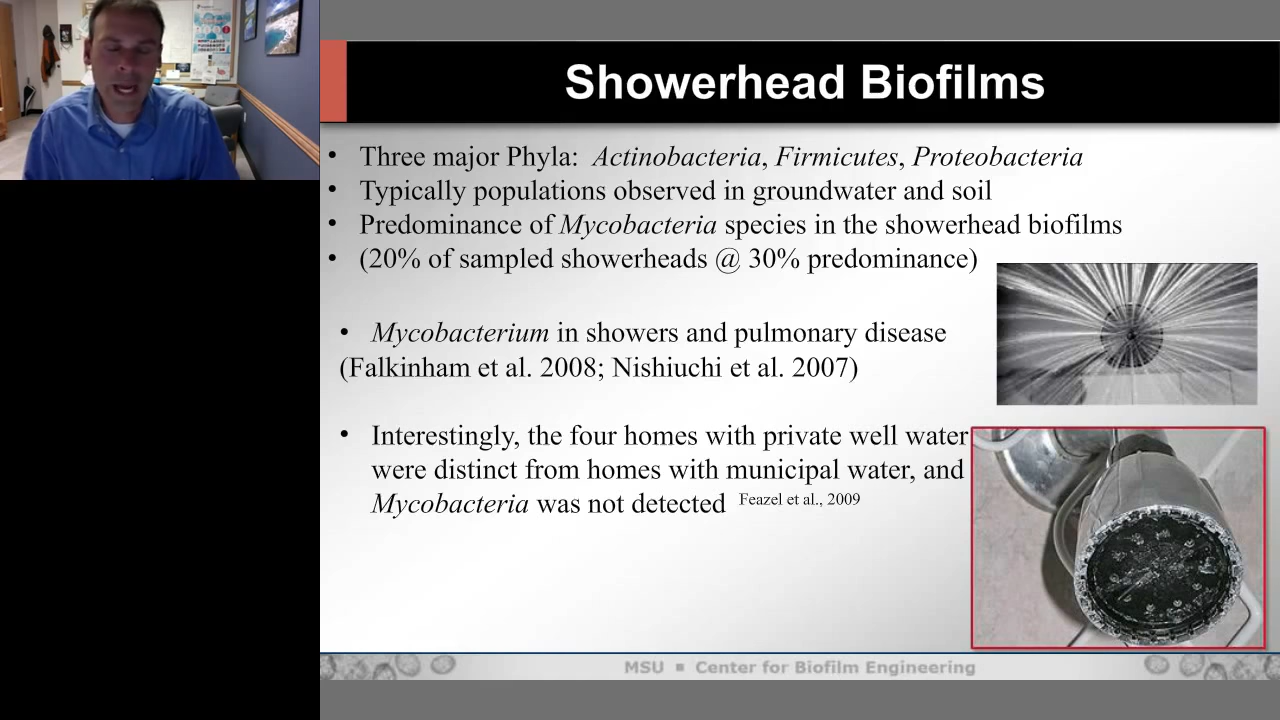 Showerhead Biofilms
• Three major Phyla: Actinobacteria, Firmicutes, Proteobacteria
• Typically populations observed in groundwater and soil
• Predominance of Mycobacteria species in the showerhead biofilms
• (20% of sampled showerheads @ 30% predominance)
• Mycobacterium in showers and pulmonary disease
(Falkinham et al. 2008; Nishiuchi et al. 2007)
• Interestingly, the four homes with private well water
were distinct from homes with municipal water, and
Mycobacteria was not detected Feazel et al., 2009
MSU ▪ Center for Biofilm Engineering